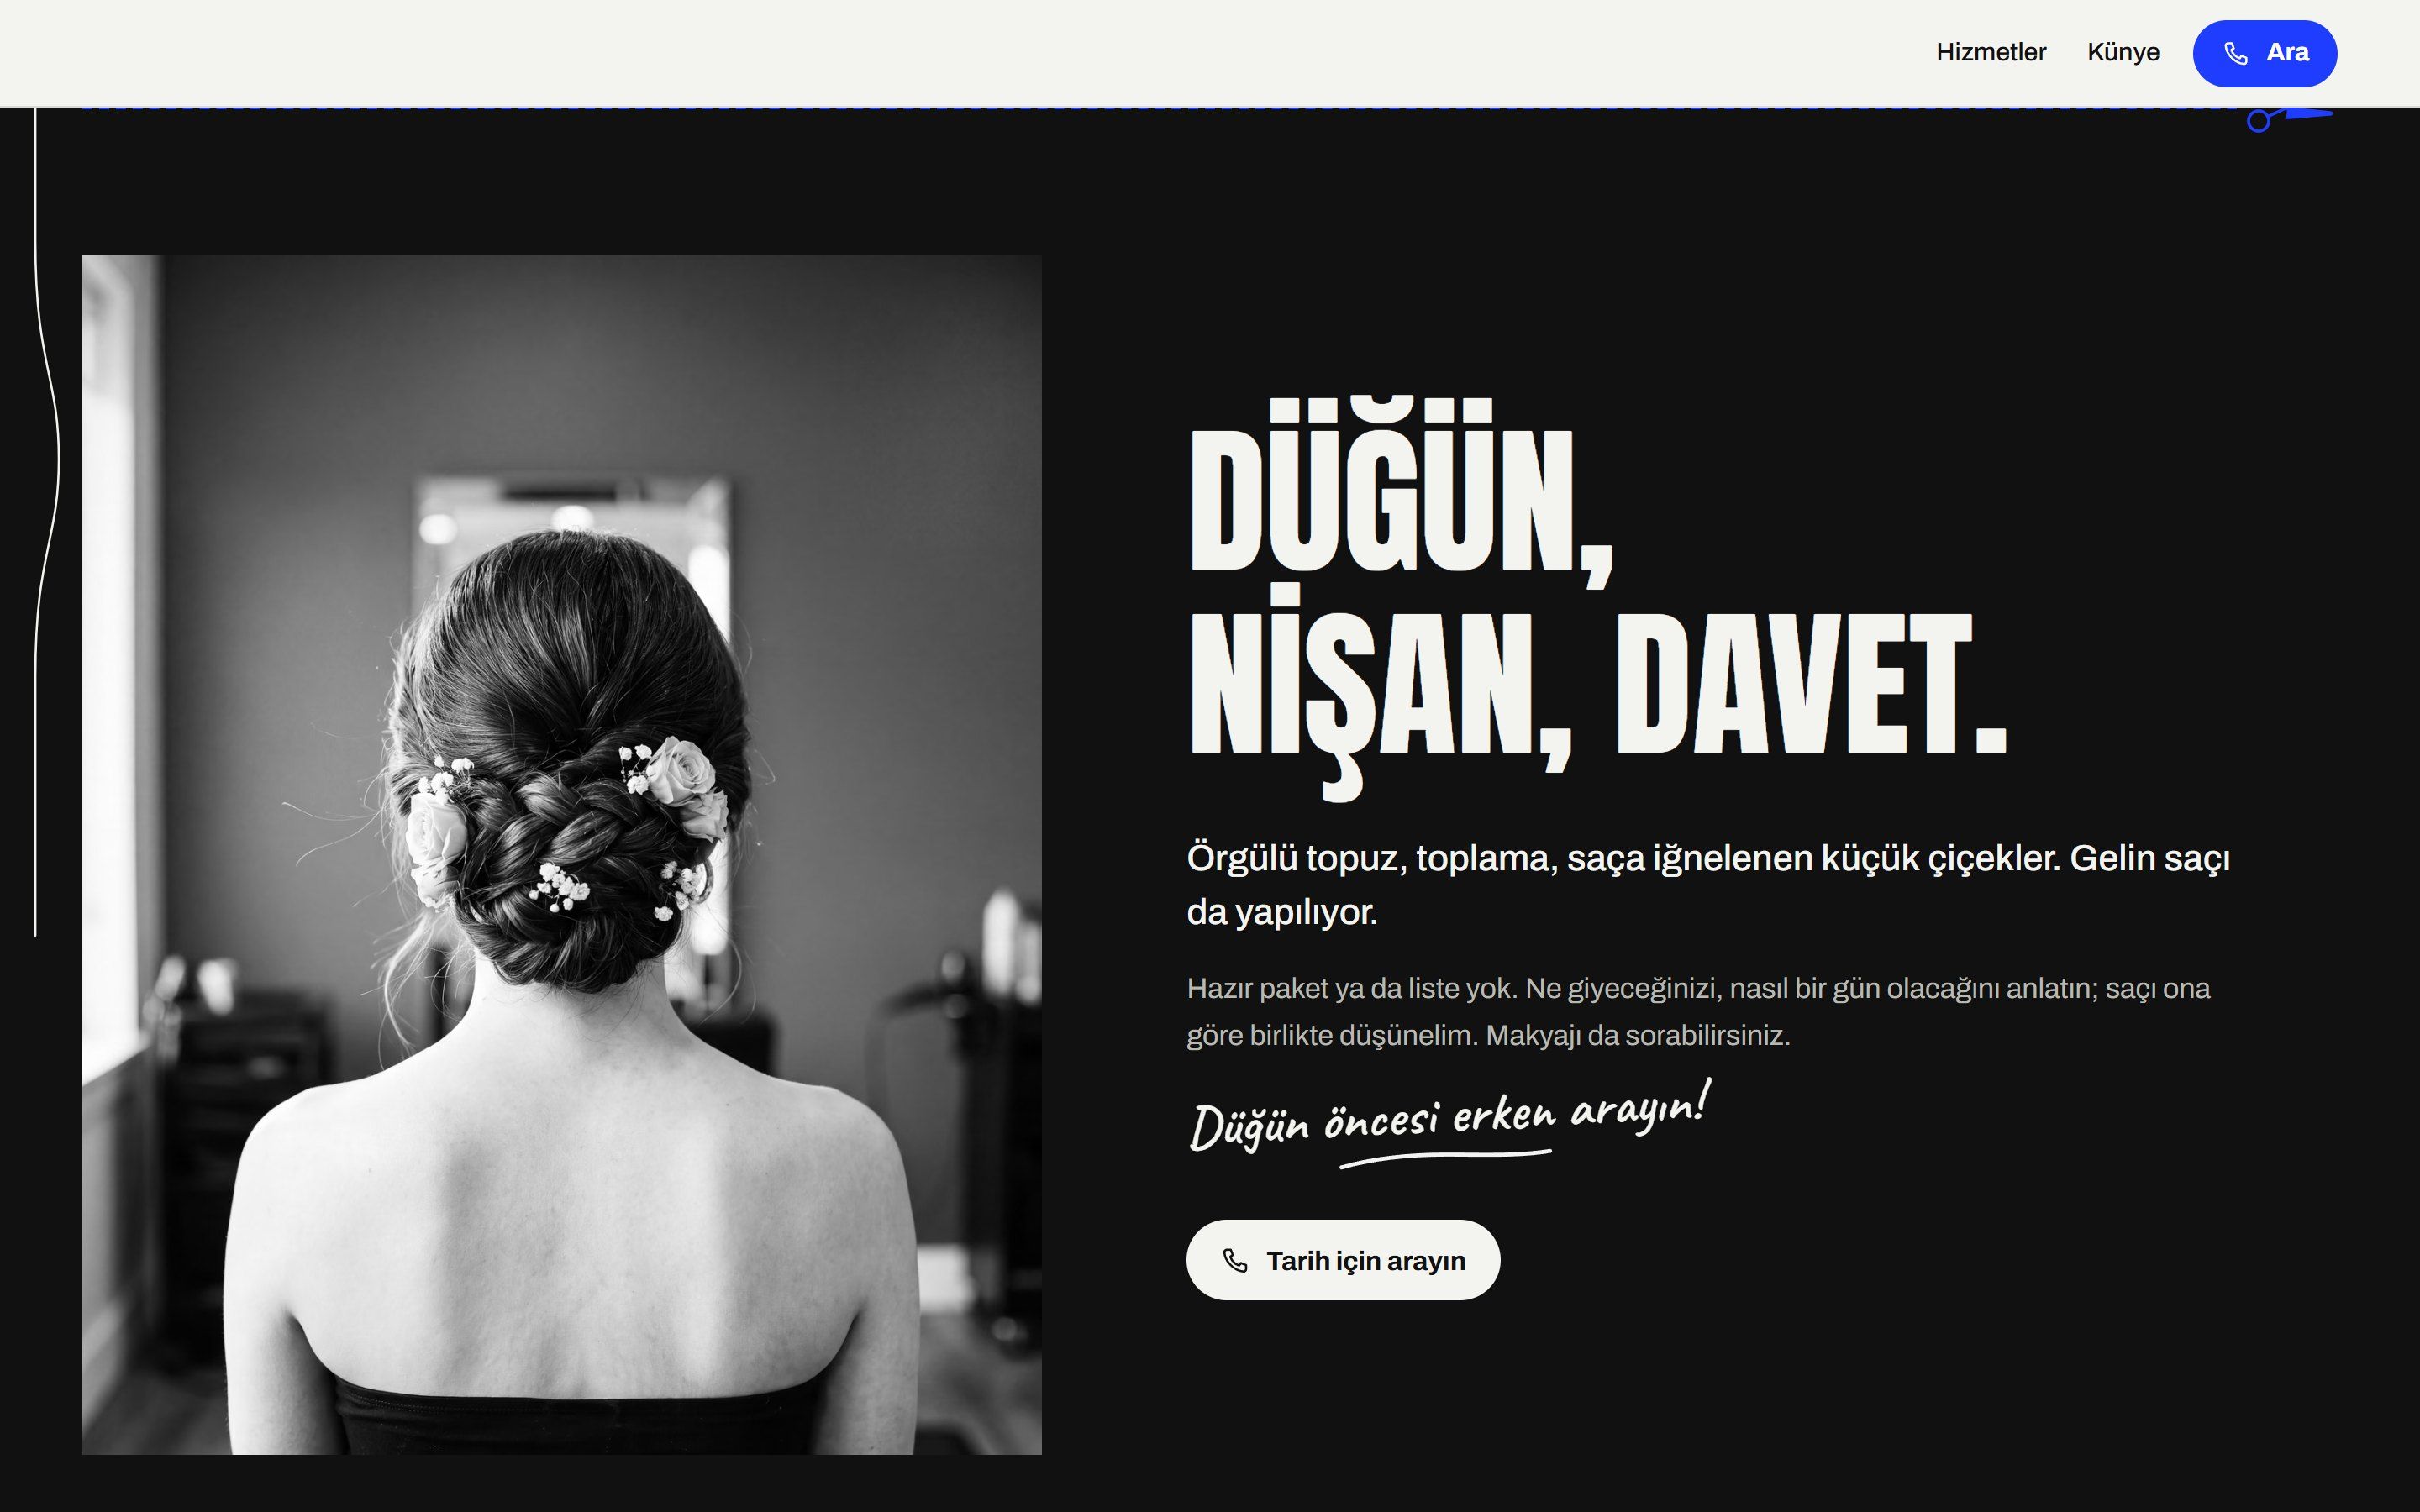 Hizmetler Künye Ara
DÜĞÜN,
NİŞAN, DAVET.
Örgülü topuz, toplama, saça iğnelenen küçük çiçekler. Gelin saçı
da yapılıyor.
Hazır paket ya da liste yok. Ne giyeceğinizi, nasıl bir gün olacağını anlatın; saçı ona
göre birlikte düşünelim. Makyajı da sorabilirsiniz.
Düğün öncesi erken arayın!
Tarih için arayın